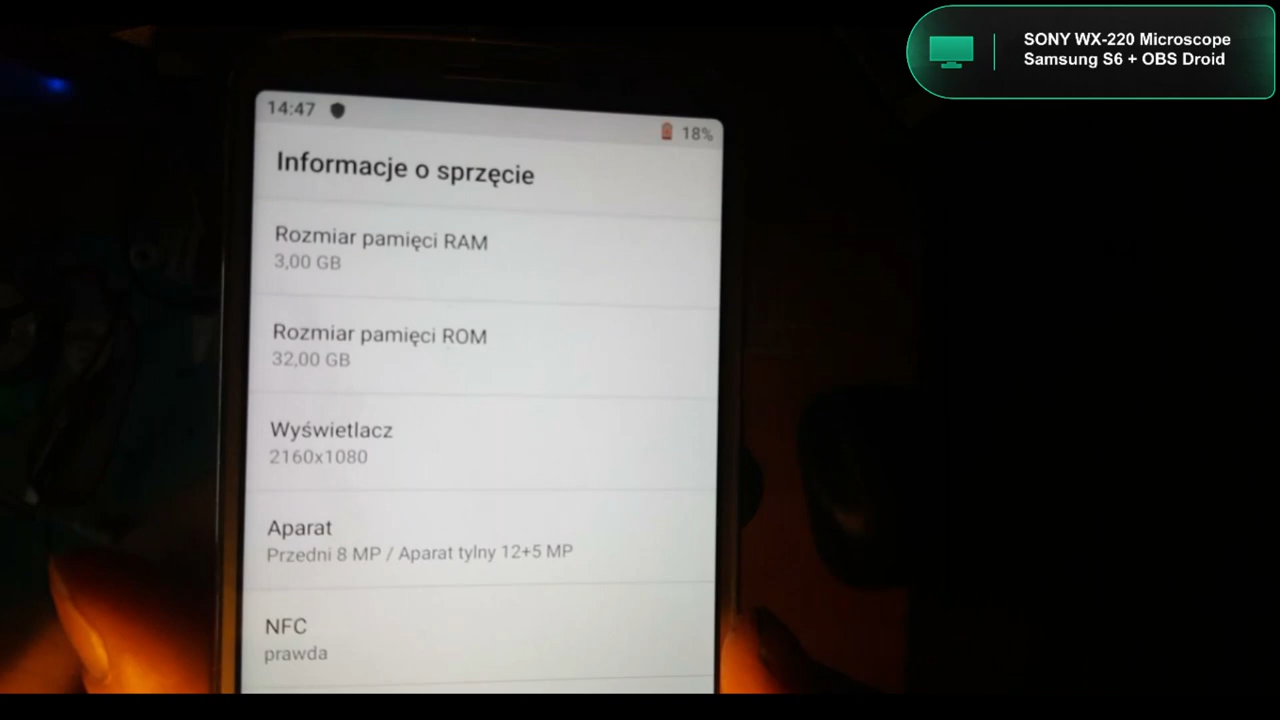 SONY WX-220 Microscope
Samsung S6 + OBS Droid
14:47
18%
Informacje o sprzęcie
Rozmiar pamięci RAM
3,00 GB
Rozmiar pamięci ROM
32,00 GB
Wyświetlacz
2160x1080
Aparat
Przedni 8 MP / Aparat tylny 12+5 MP
NFC
prawda